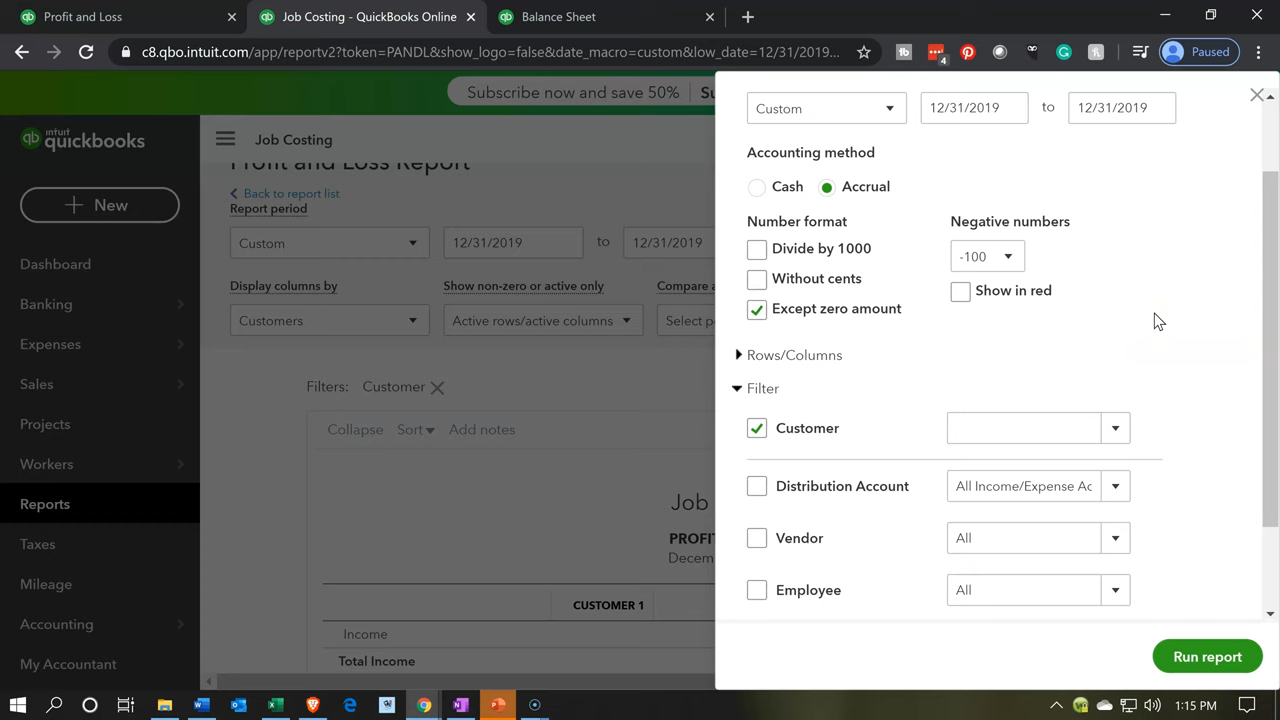 Profit and Loss
Job Costing - QuickBooks Online
Balance Sheet
c8.qbo.intuit.com/app/reportv2?token=PANDL&show_logo=false&date_macro=custom&low_date=12/31/2019...
4
Paused
Subscribe now and save 50%
intuit
quickbooks
Job Costing
New
Dashboard
Banking
Expenses
Sales
Projects
Workers
Reports
Taxes
Mileage
Accounting
My Accountant
Profit and Loss Report
Back to report list
Report period
Custom
12/31/2019
to
12/31/2019
Display columns by
Show non-zero or active only
Customers
Active rows/active columns
Filters: Customer
Collapse Sort Add notes
Job
CUSTOMER 1
Income
Total Income
Custom
12/31/2019
to
12/31/2019
Accounting method
Cash
Accrual
Number format
Negative numbers
Divide by 1000
-100
Without cents
Show in red
Except zero amount
Rows/Columns
Filter
Customer
Distribution Account
All Income/Expense Ac
Vendor
All
Employee
All
Run report
1:15 PM